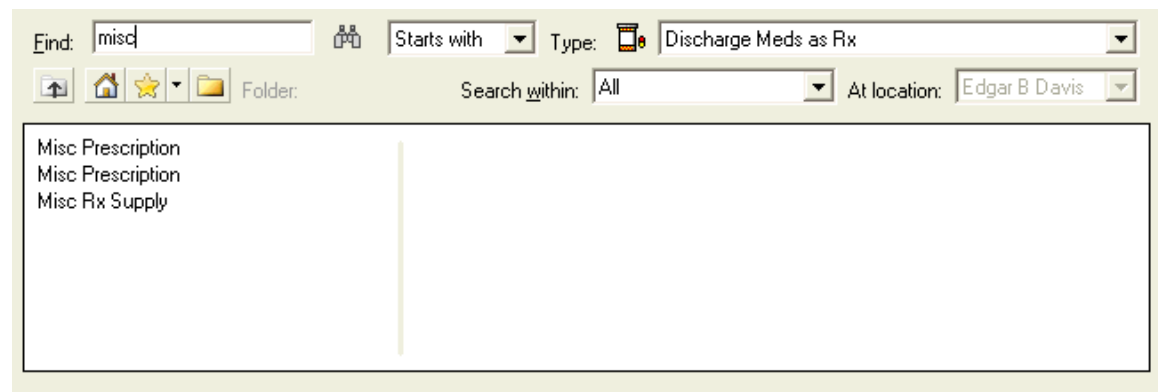 Find: misc Starts with Type: Discharge Meds as Rx
Folder: Search within: All At location: Edgar B Davis
Misc Prescription
Misc Prescription
Misc Rx Supply